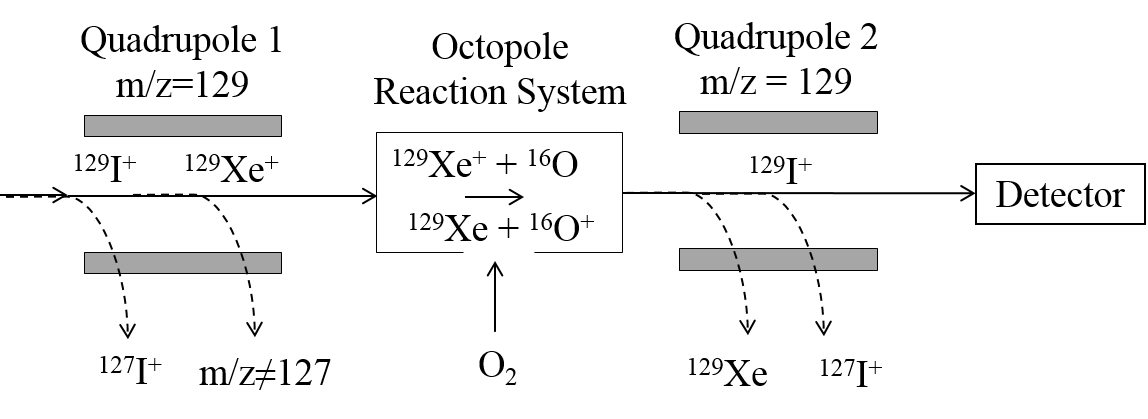 Quadrupole 1
m/z=129
Octopole
Reaction System
Quadrupole 2
m/z = 129
¹²⁹I⁺ ¹²⁹Xe⁺
¹²⁹Xe⁺ + ¹⁶O
¹²⁹Xe + ¹⁶O⁺
¹²⁹I⁺
Detector
¹²⁷I⁺ m/z≠127
O₂
¹²⁹Xe ¹²⁷I⁺